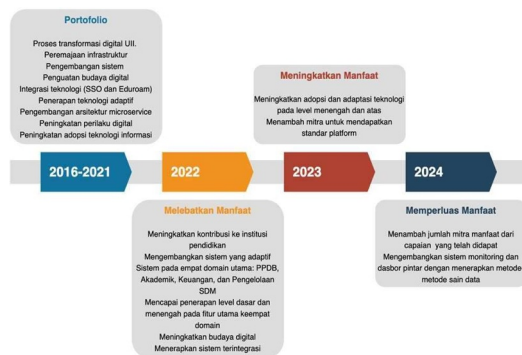 Portofolio
Proses transformasi digital UII.
Peremajaan infrastruktur
Pengembangan sistem
Penguatan budaya digital
Integrasi teknologi (SSO dan Eduroam)
Penerapan teknologi adaptif
Pengembangan arsitektur microservice
Peningkatan perilaku digital
Peningkatan adopsi teknologi informasi
Meningkatkan Manfaat
Meningkatkan adopsi dan adaptasi teknologi
pada level menengah dan atas
Menambah mitra untuk mendapatkan
standar platform
2016-2021
2022
2023
2024
Melebatkan Manfaat
Meningkatkan kontribusi ke institusi
pendidikan
Mengembangkan sistem yang adaptif
Sistem pada empat domain utama: PPDB,
Akademik, Keuangan, dan Pengelolaan
SDM
Mencapai penerapan level dasar dan
menengah pada fitur utama keempat
domain
Meningkatkan budaya digital
Menerapkan sistem terintegrasi
Memperluas Manfaat
Menambah jumlah mitra manfaat dari
capaian yang telah didapat
Mengembangkan sistem monitoring dan
dasbor pintar dengan menerapkan metode-
metode sain data